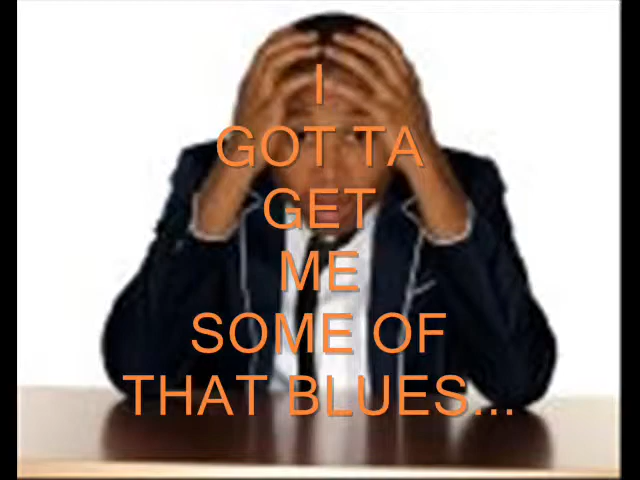 I
GOT TA
GET
ME
SOME OF
THAT BLUES...